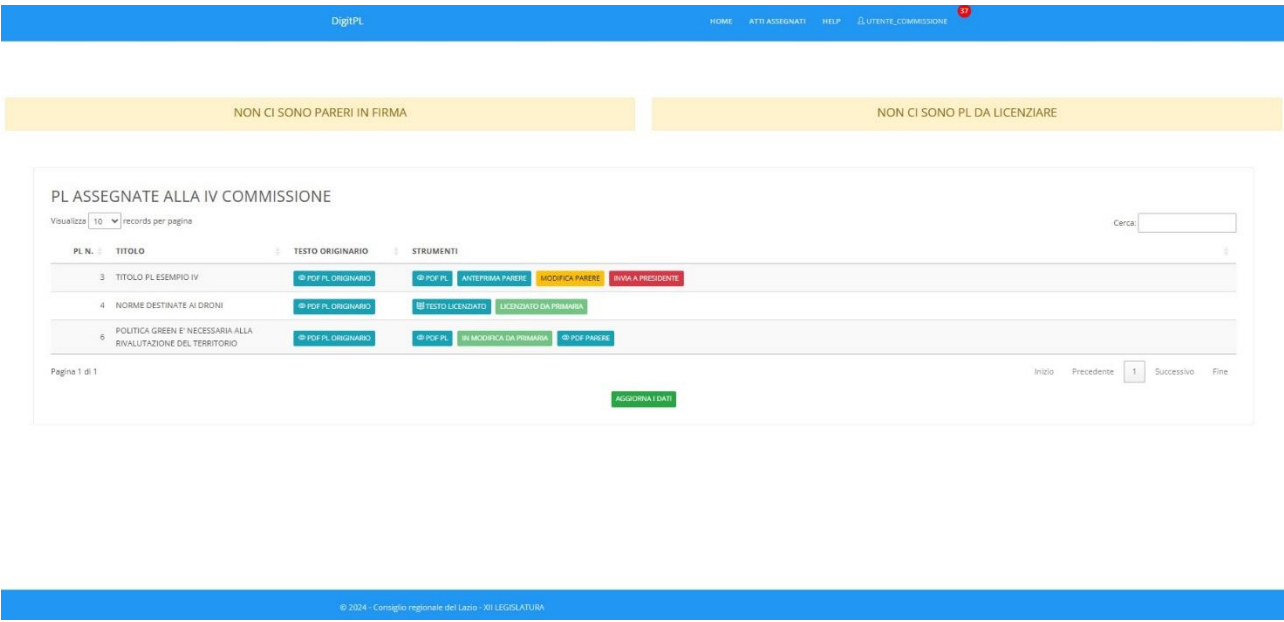 DigitPL HOME ATTI ASSEGNATI HELP UTENTE_COMMISSIONE 37
NON CI SONO PARERI IN FIRMA NON CI SONO PL DA LICENZIARE
PL ASSEGNATE ALLA IV COMMISSIONE
Visualizza 10 records per pagina Cerca:
PL N. TITOLO TESTO ORIGINARIO STRUMENTI
3 TITOLO PL ESEMPIO IV PDF PL ORIGINARIO PDF PL ANTEPRIMA PARERE MODIFICA PARERE INVIA A PRESIDENTE
4 NORME DESTINATE AI DRONI PDF PL ORIGINARIO TESTO LICENZIATO LICENZIATO DA PRIMARIA
6 POLITICA GREEN E' NECESSARIA ALLA
RIVALUTAZIONE DEL TERRITORIO PDF PL ORIGINARIO PDF PL IN MODIFICA DA PRIMARIA PDF PARERE
Pagina 1 di 1 Inizio Precedente 1 Successivo Fine
AGGIORNA I DATI
© 2024 - Consiglio regionale del Lazio - XII LEGISLATURA